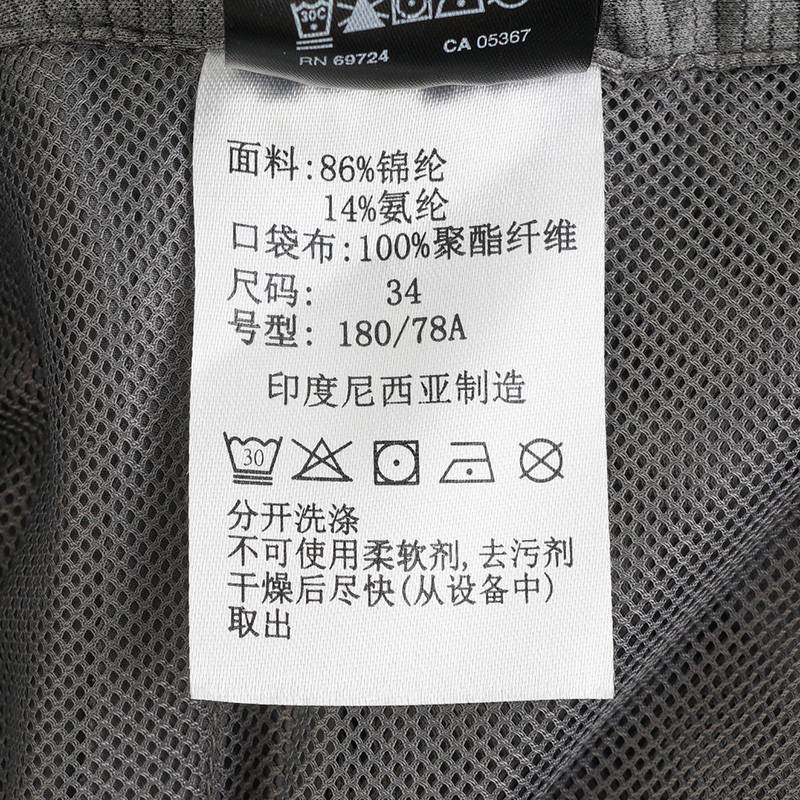 30C
RN 69724
CA 05367
面料:86%锦纶
14%氨纶
口袋布:100%聚酯纤维
尺码: 34
号型: 180/78A
印度尼西亚制造
30
分开洗涤
不可使用柔软剂,去污剂
干燥后尽快(从设备中)
取出